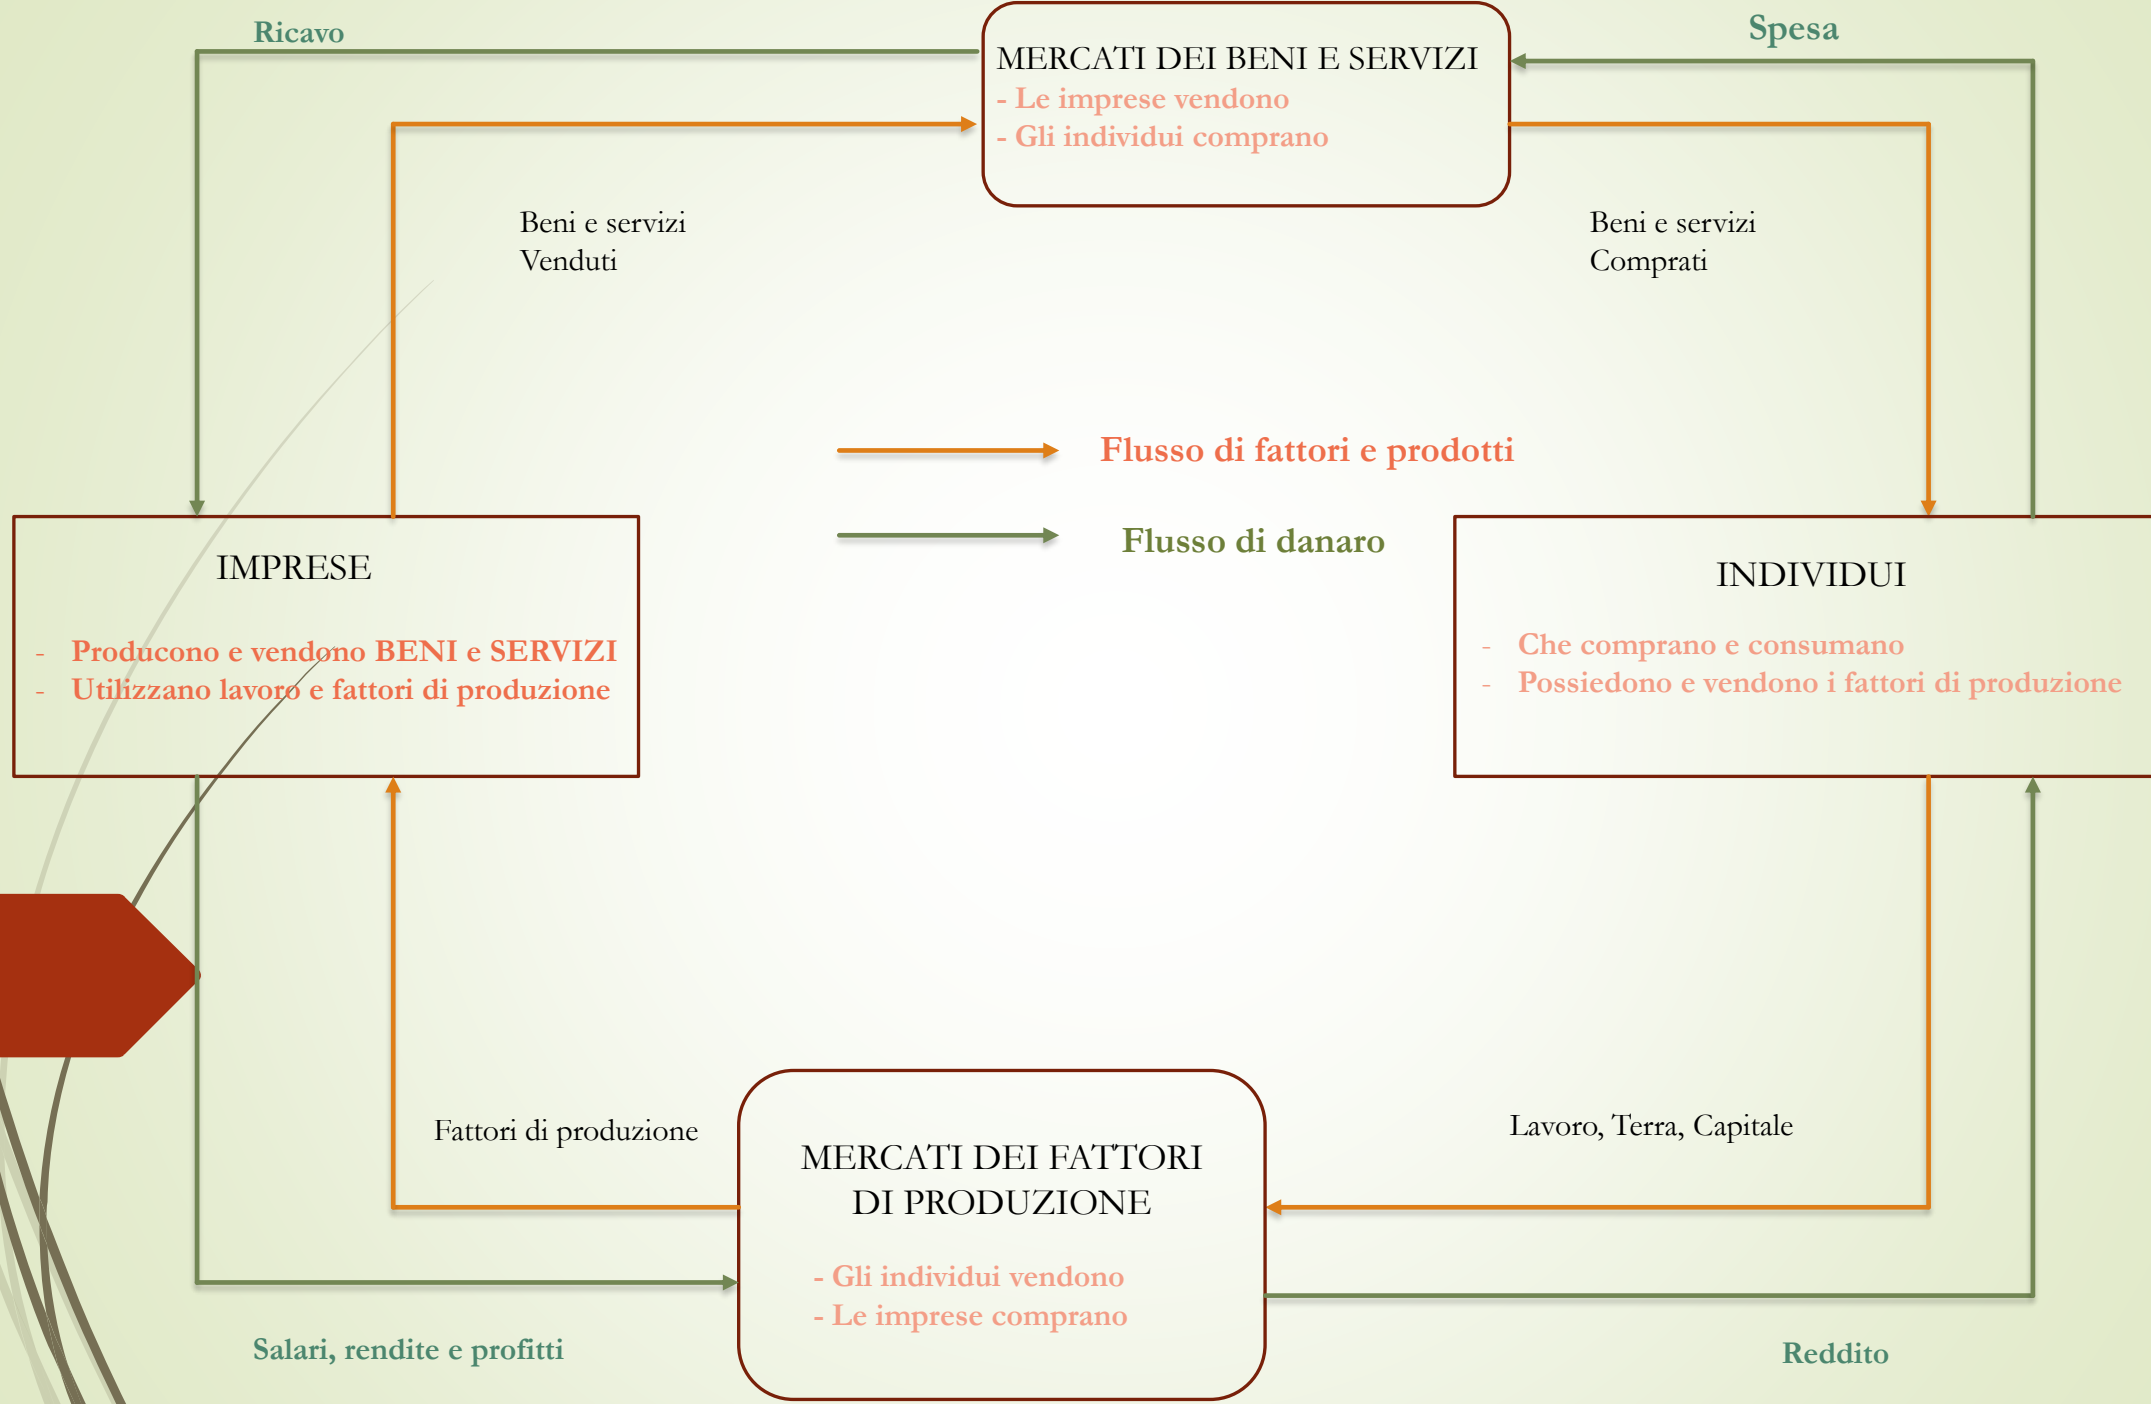 Ricavo
Spesa
MERCATI DEI BENI E SERVIZI
- Le imprese vendono
- Gli individui comprano
Beni e servizi
Venduti
Beni e servizi
Comprati
Flusso di fattori e prodotti
Flusso di danaro
IMPRESE
- Producono e vendono BENI e SERVIZI
- Utilizzano lavoro e fattori di produzione
INDIVIDUI
- Che comprano e consumano
- Possiedono e vendono i fattori di produzione
Fattori di produzione
Lavoro, Terra, Capitale
MERCATI DEI FATTORI
DI PRODUZIONE
- Gli individui vendono
- Le imprese comprano
Salari, rendite e profitti
Reddito